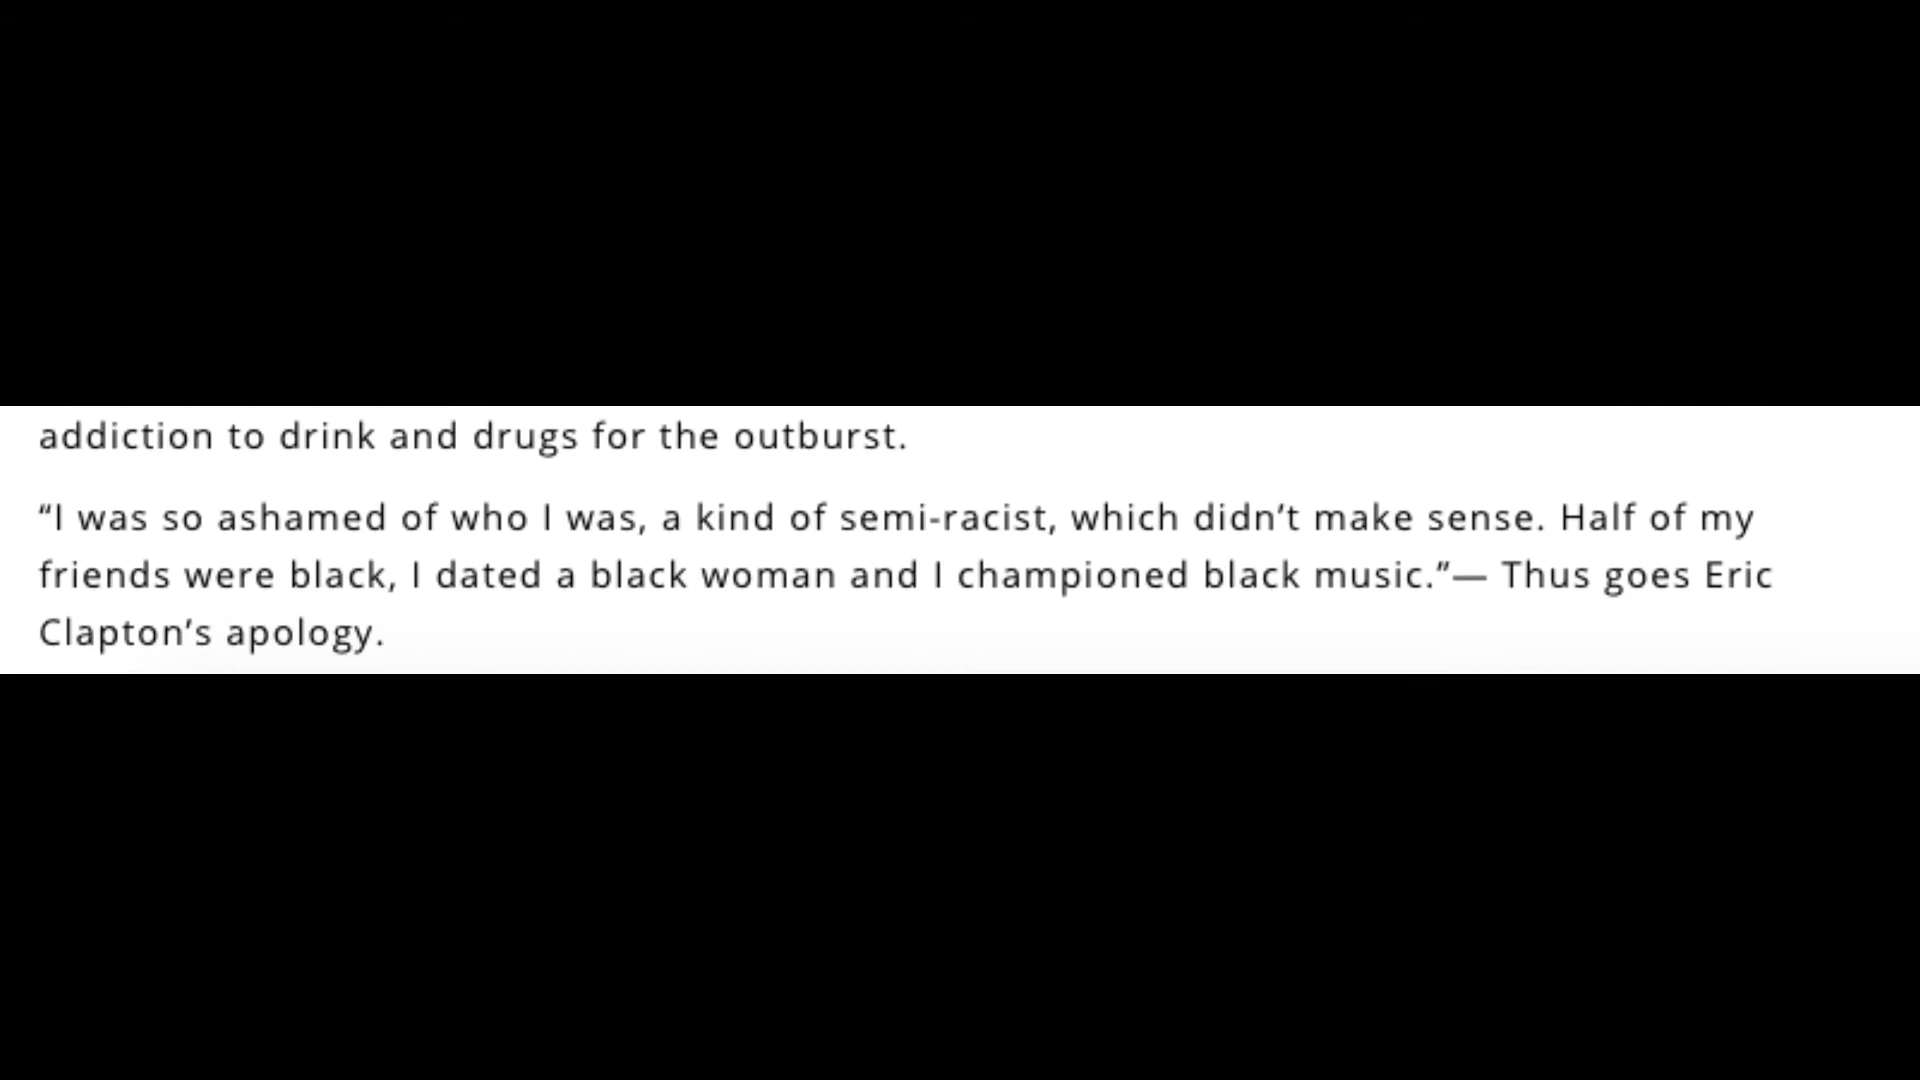 addiction to drink and drugs for the outburst.
“I was so ashamed of who I was, a kind of semi-racist, which didn’t make sense. Half of my
friends were black, I dated a black woman and I championed black music.”— Thus goes Eric
Clapton’s apology.